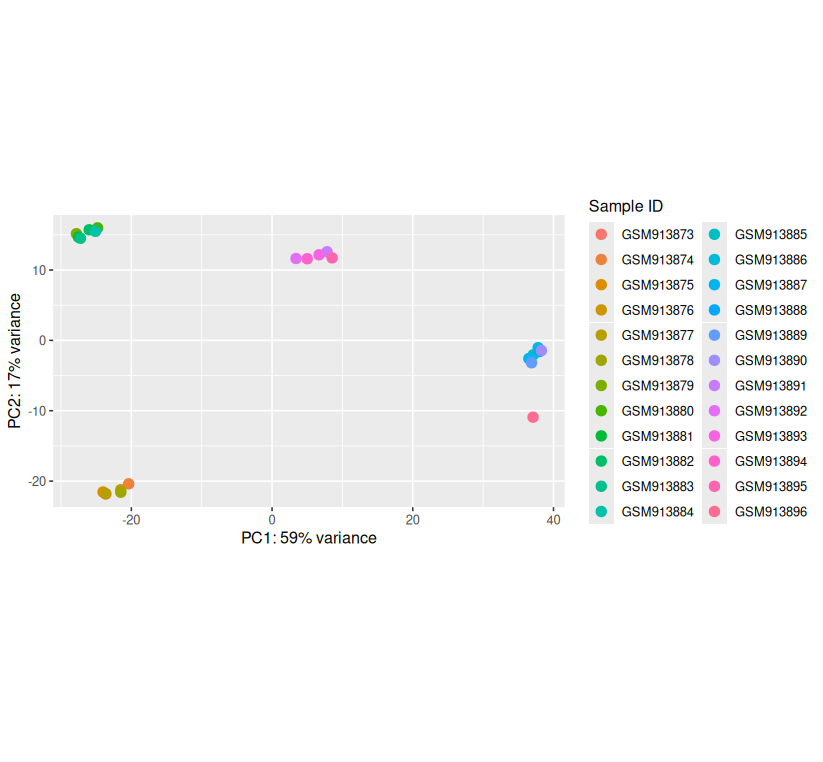 Sample ID
GSM913873
GSM913874
GSM913875
GSM913876
GSM913877
GSM913878
GSM913879
GSM913880
GSM913881
GSM913882
GSM913883
GSM913884
GSM913885
GSM913886
GSM913887
GSM913888
GSM913889
GSM913890
GSM913891
GSM913892
GSM913893
GSM913894
GSM913895
GSM913896
PC2: 17% variance
10
0
-10
-20
-20
0
20
40
PC1: 59% variance